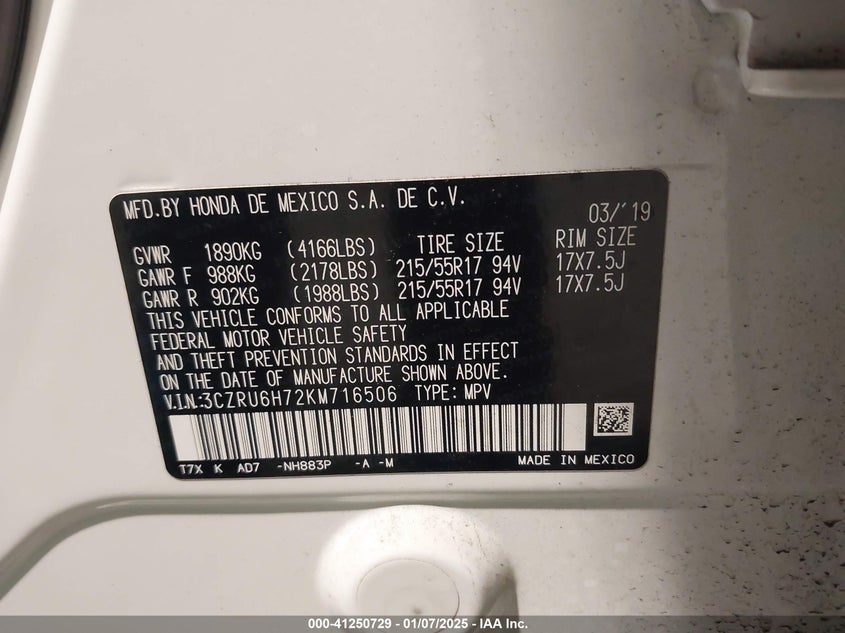 MFD.BY HONDA DE MEXICO S.A. DE C.V.
03/'19
GVWR 1890KG (4166LBS) TIRE SIZE RIM SIZE
GAWR F 988KG (2178LBS) 215/55R17 94V 17X7.5J
GAWR R 902KG (1988LBS) 215/55R17 94V 17X7.5J
THIS VEHICLE CONFORMS TO ALL APPLICABLE
FEDERAL MOTOR VEHICLE SAFETY
AND THEFT PREVENTION STANDARDS IN EFFECT
ON THE DATE OF MANUFACTURE SHOWN ABOVE.
V.I.N.:3CZRU6H72KM716506 TYPE: MPV
T7X K AD7 -NH883P -A -M MADE IN MEXICO
000-41250729 - 01/07/2025 - IAA Inc.